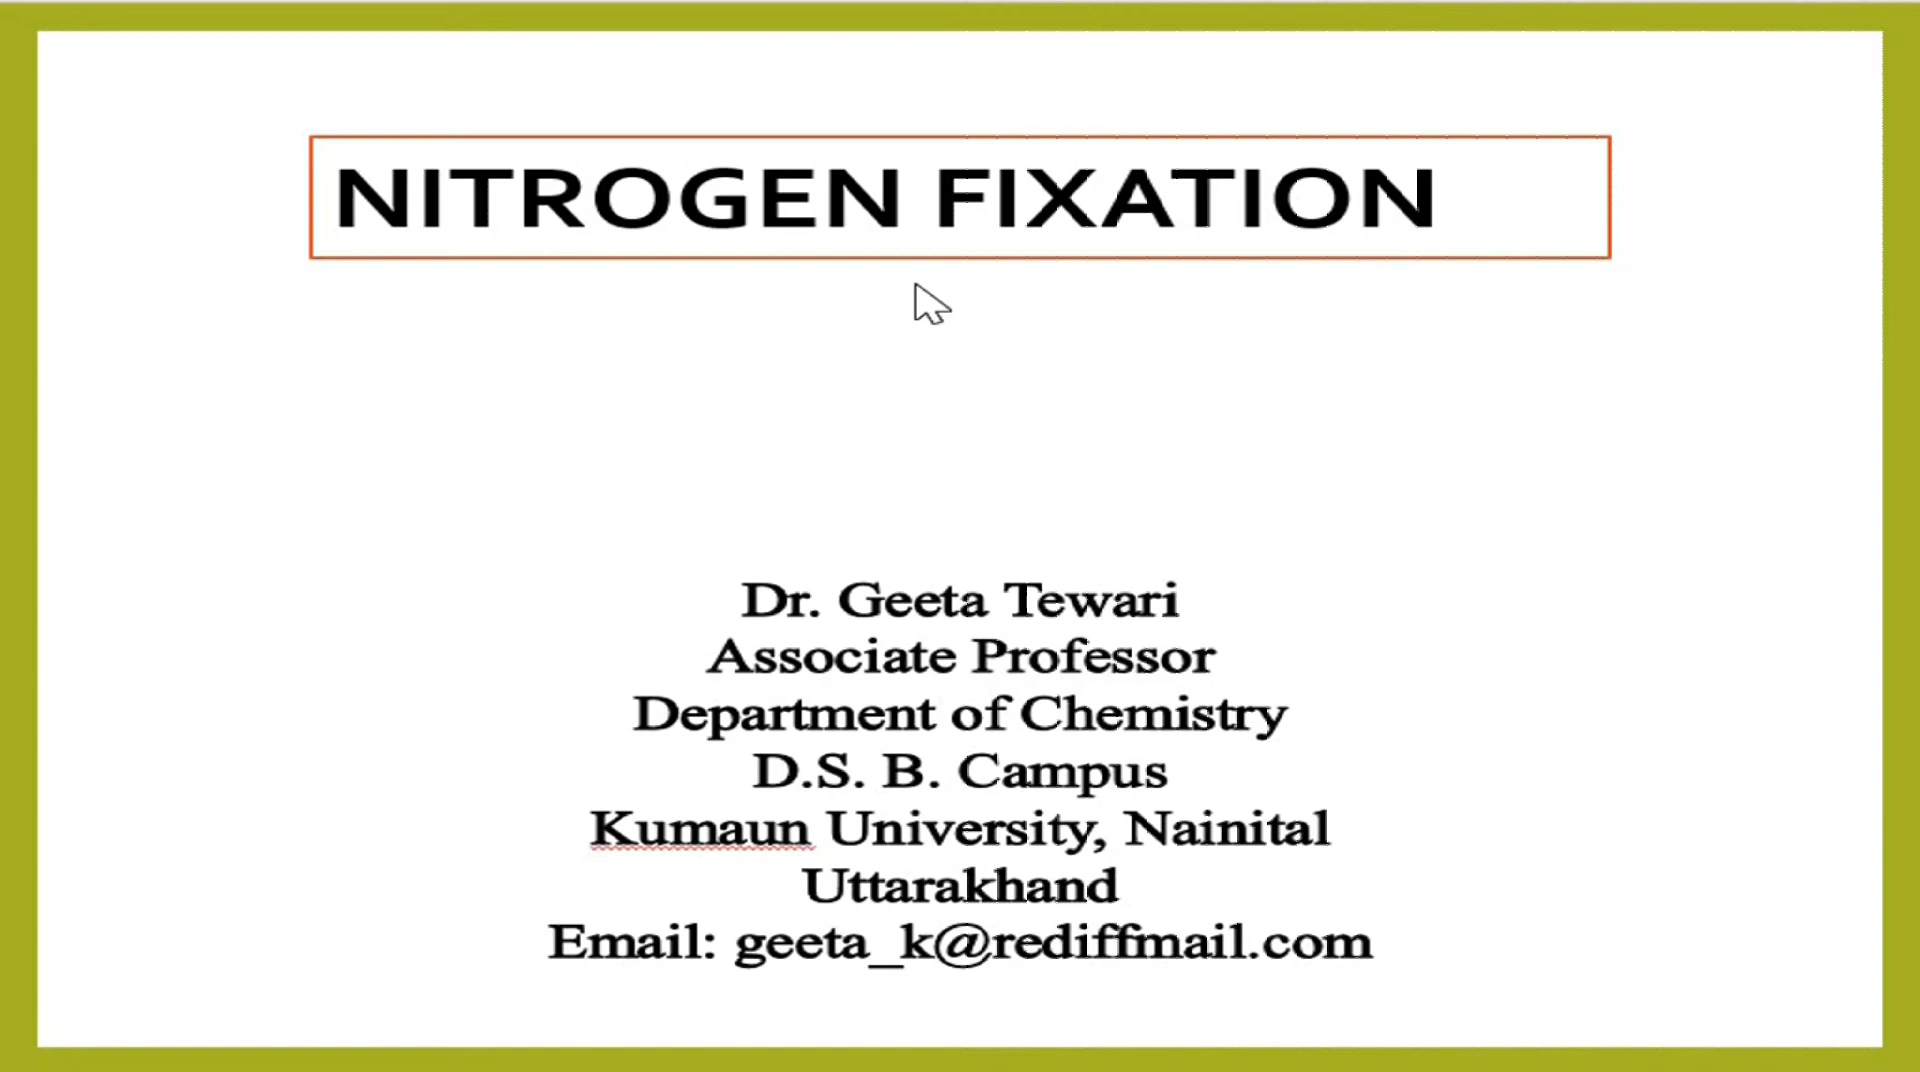 NITROGEN FIXATION
Dr. Geeta Tewari
Associate Professor
Department of Chemistry
D.S. B. Campus
Kumaun University, Nainital
Uttarakhand
Email: geeta_k@rediffmail.com